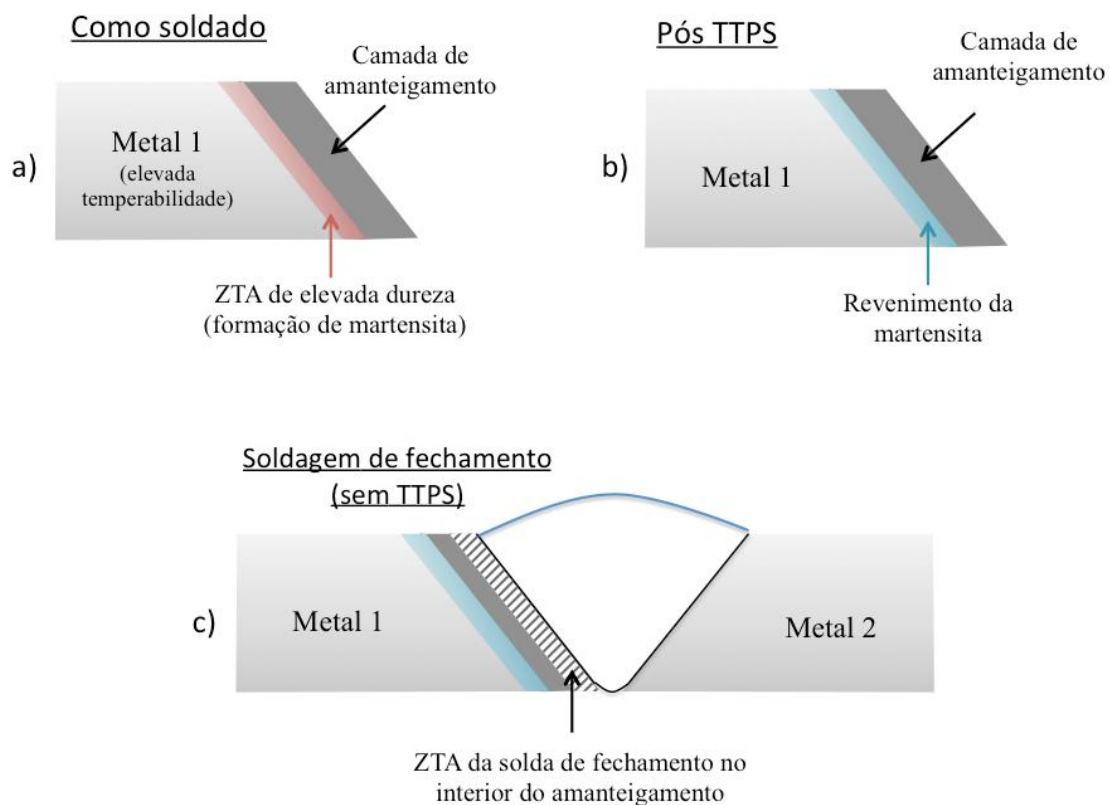 Como soldado
Camada de
amanteigamento
Metal 1
(elevada
temperabilidade)
a)
ZTA de elevada dureza
(formação de martensita)
Pós TTPS
Camada de
amanteigamento
b)
Metal 1
Revenimento da
martensita
Soldagem de fechamento
(sem TTPS)
c)
Metal 1
Metal 2
ZTA da solda de fechamento no
interior do amanteigamento